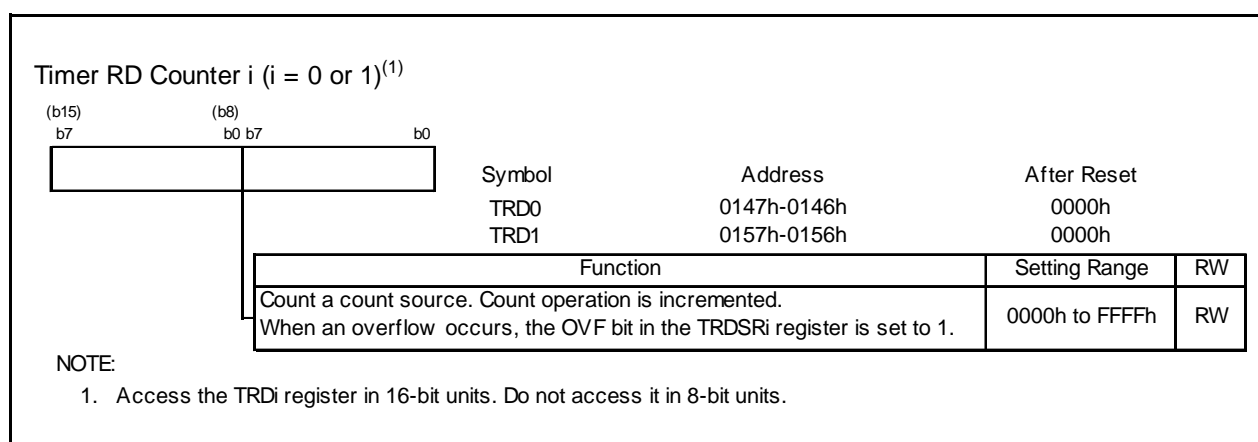 Timer RD Counter i (i = 0 or 1)(1)
(b15) (b8)
b7 b0 b7 b0
Symbol Address After Reset
TRD0 0147h-0146h 0000h
TRD1 0157h-0156h 0000h
Function Setting Range RW
Count a count source. Count operation is incremented.
When an overflow occurs, the OVF bit in the TRDSRi register is set to 1.
0000h to FFFFh RW
NOTE:
1. Access the TRDi register in 16-bit units. Do not access it in 8-bit units.